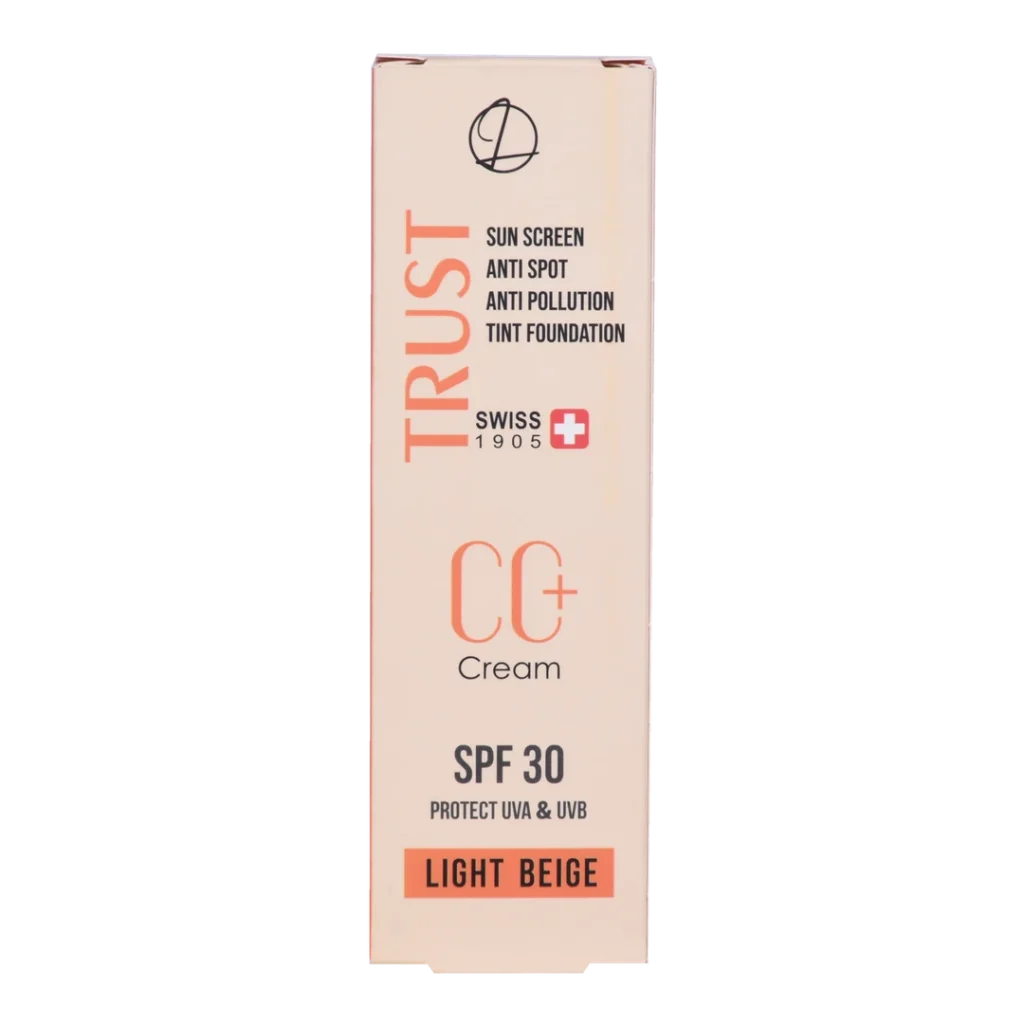 TRUST
SUN SCREEN
ANTI SPOT
ANTI POLLUTION
TINT FOUNDATION
SWISS
1905
CC+
Cream
SPF 30
PROTECT UVA & UVB
LIGHT BEIGE